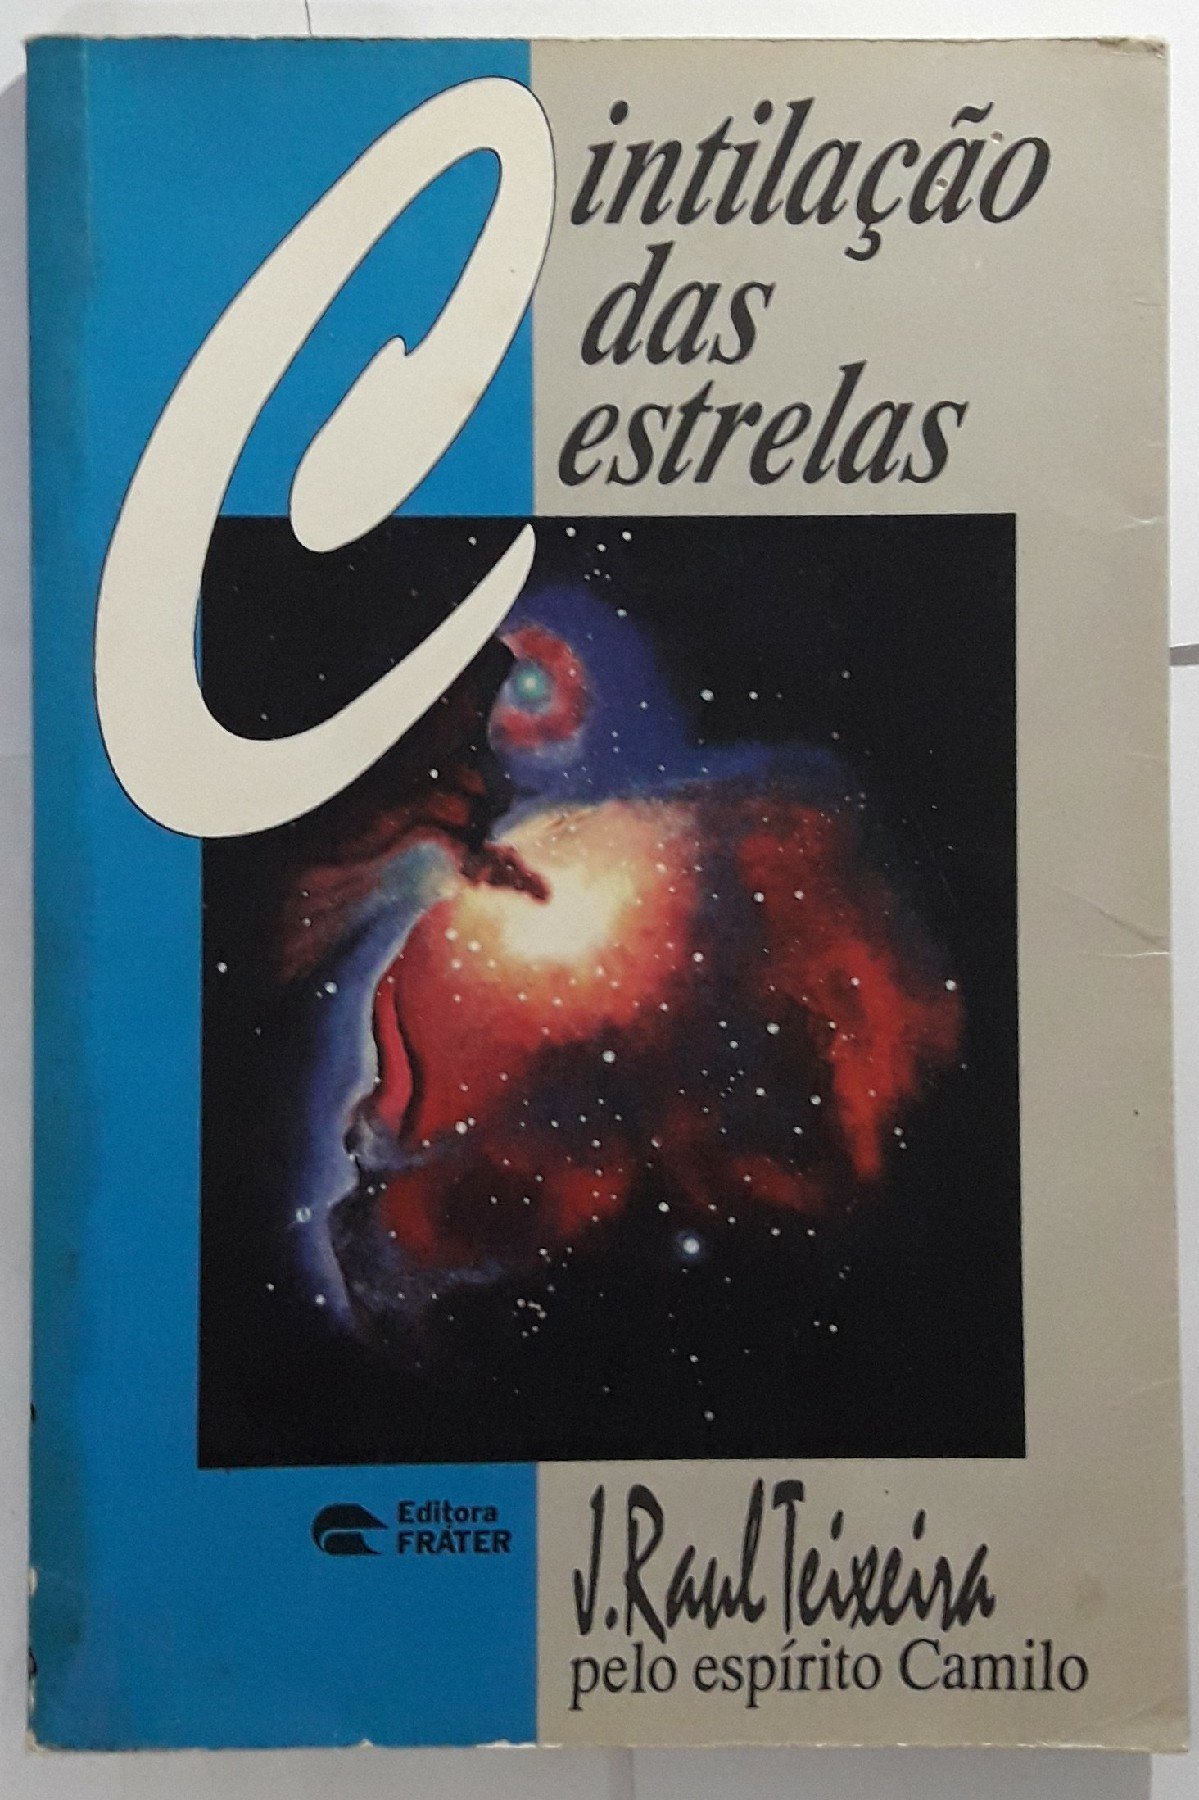 Cintilação
das
estrelas
Editora
FRÁTER
J. Raul Teixeira
pelo espírito Camilo